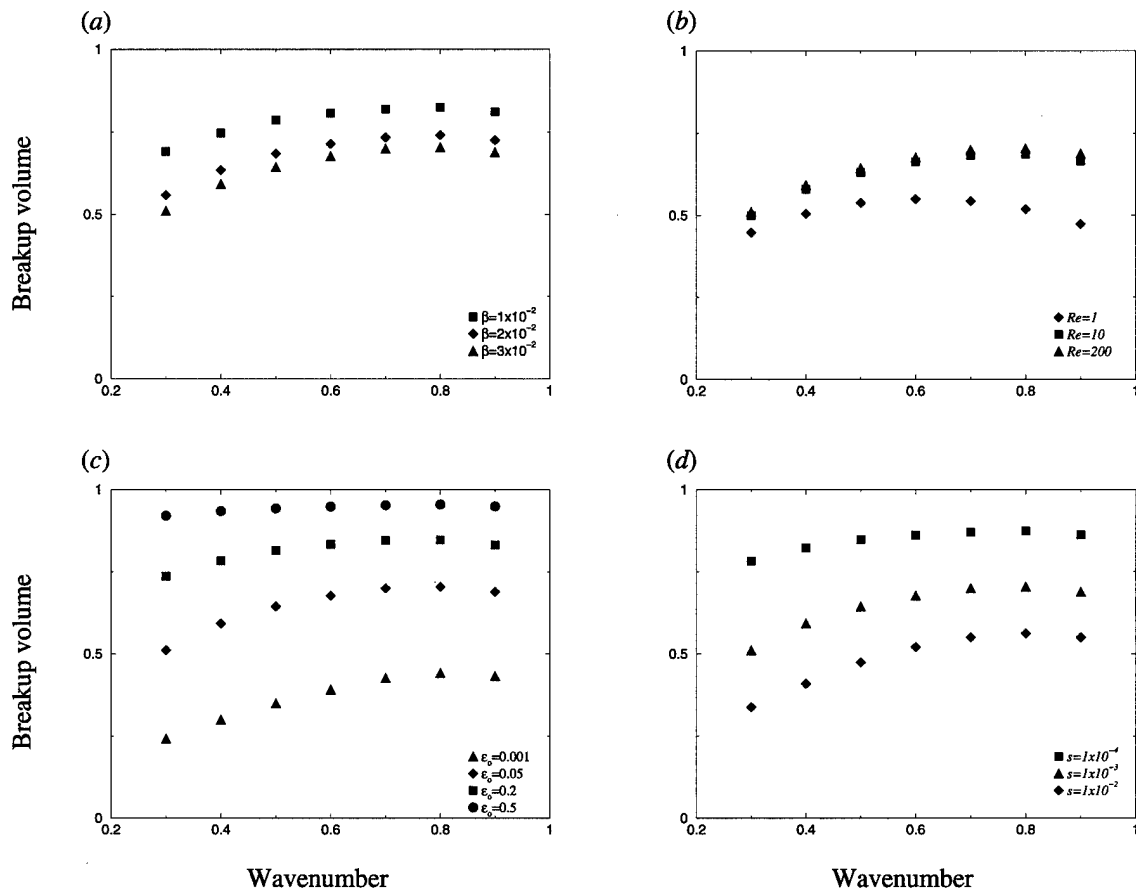 (a)
1
Breakup volume
0.5
β=1x10⁻²
β=2x10⁻²
β=3x10⁻²
0
0.2 0.4 0.6 0.8 1
(b)
1
0.5
Re=1
Re=10
Re=200
0
0.2 0.4 0.6 0.8 1
(c)
1
Breakup volume
0.5
ε₀=0.001
ε₀=0.05
ε₀=0.2
ε₀=0.5
0
0.2 0.4 0.6 0.8 1
Wavenumber
(d)
1
0.5
s=1x10⁻⁴
s=1x10⁻³
s=1x10⁻²
0
0.2 0.4 0.6 0.8 1
Wavenumber